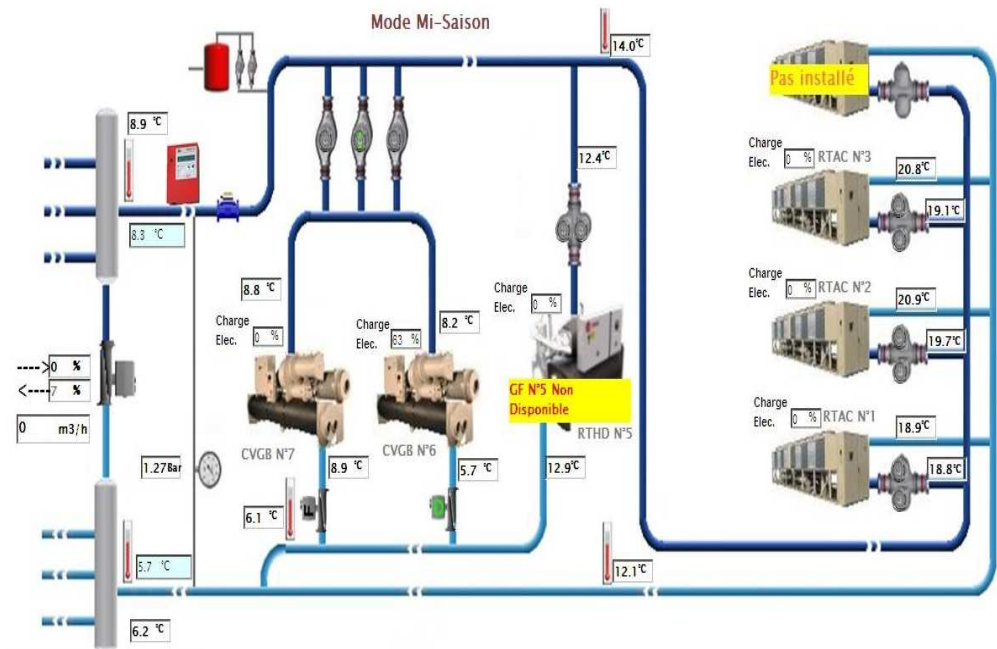 Mode Mi-Saison
14.0°C
Pas installé
8.9 °C
12.4°C
Charge
Elec. 0 % RTAC N°3
20.8°C
19.1°C
8.3 °C
8.8 °C
Charge
Elec. 0 %
Charge
Elec. 63 %
8.2 °C
Charge
Elec. 0 %
Charge
Elec. 0 % RTAC N°2
20.9°C
19.7°C
---->0 %
<----7 %
0 m3/h
GF N°5 Non
Disponible
RTHD N°5
Charge
Elec. 0 % RTAC N°1
18.9°C
18.8°C
CVGB N°7
CVGB N°6
1.27Bar
8.9 °C
5.7 °C
12.9°C
6.1 °C
5.7 °C
12.1°C
6.2 °C